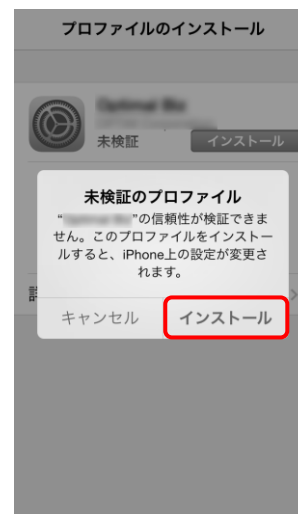 プロファイルのインストール
未検証
インストール
未検証のプロファイル
“ ”の信頼性が検証できま
せん。このプロファイルをインストー
ルすると、iPhone上の設定が変更さ
れます。
キャンセル
インストール